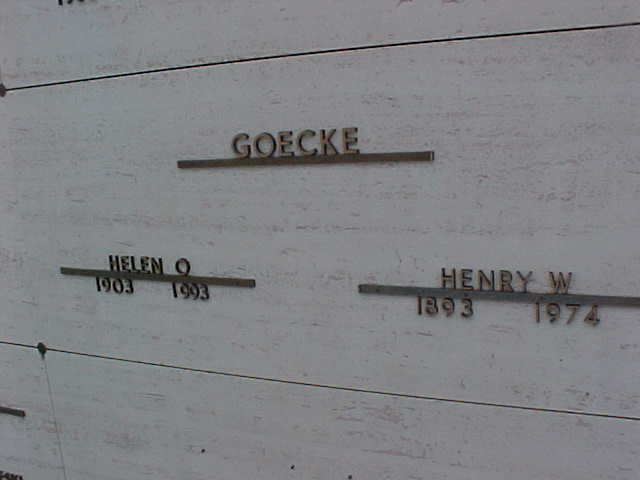 GOECKE
HELEN O
1903 1993
HENRY W
1893 1974